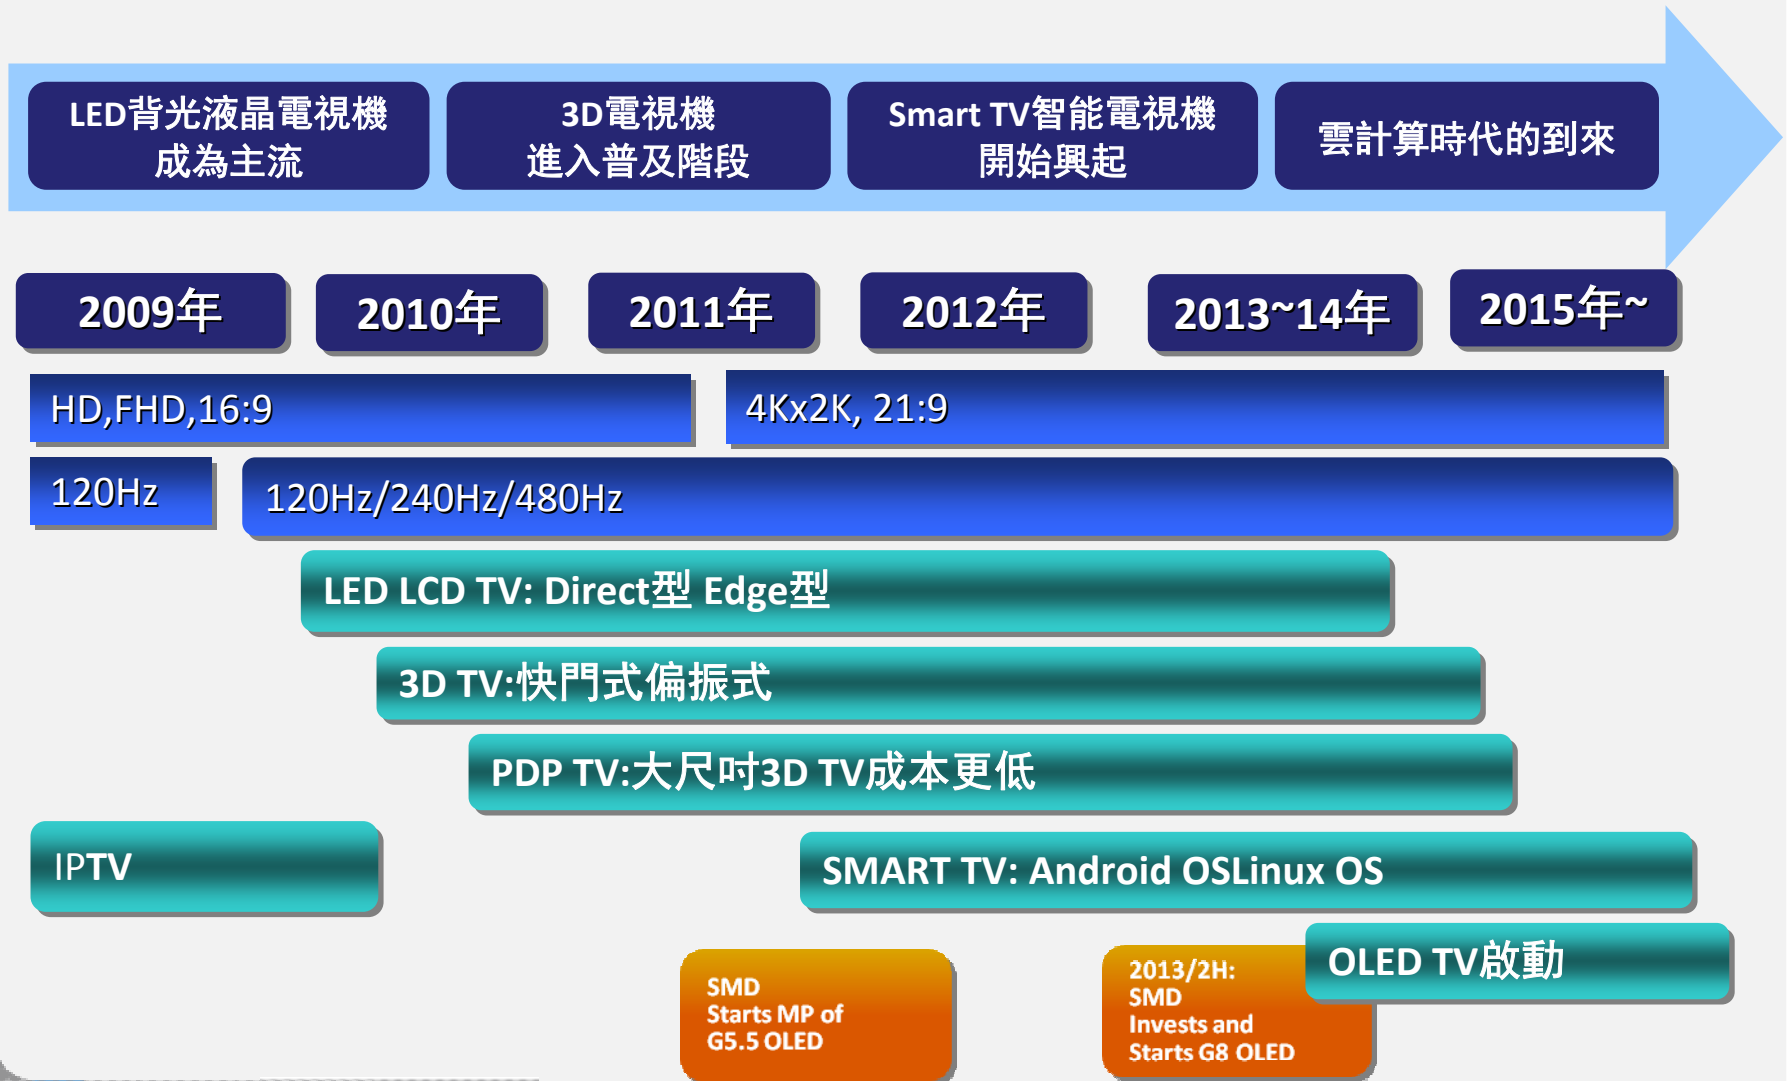 LED背光液晶電視機
成為主流
3D電視機
進入普及階段
Smart TV智能電視機
開始興起
雲計算時代的到來
2009年
2010年
2011年
2012年
2013~14年
2015年~
HD,FHD,16:9
4Kx2K, 21:9
120Hz
120Hz/240Hz/480Hz
LED LCD TV: Direct型 Edge型
3D TV:快門式偏振式
PDP TV:大尺吋3D TV成本更低
IPTV
SMART TV: Android OSLinux OS
OLED TV啟動
SMD
Starts MP of
G5.5 OLED
2013/2H:
SMD
Invests and
Starts G8 OLED